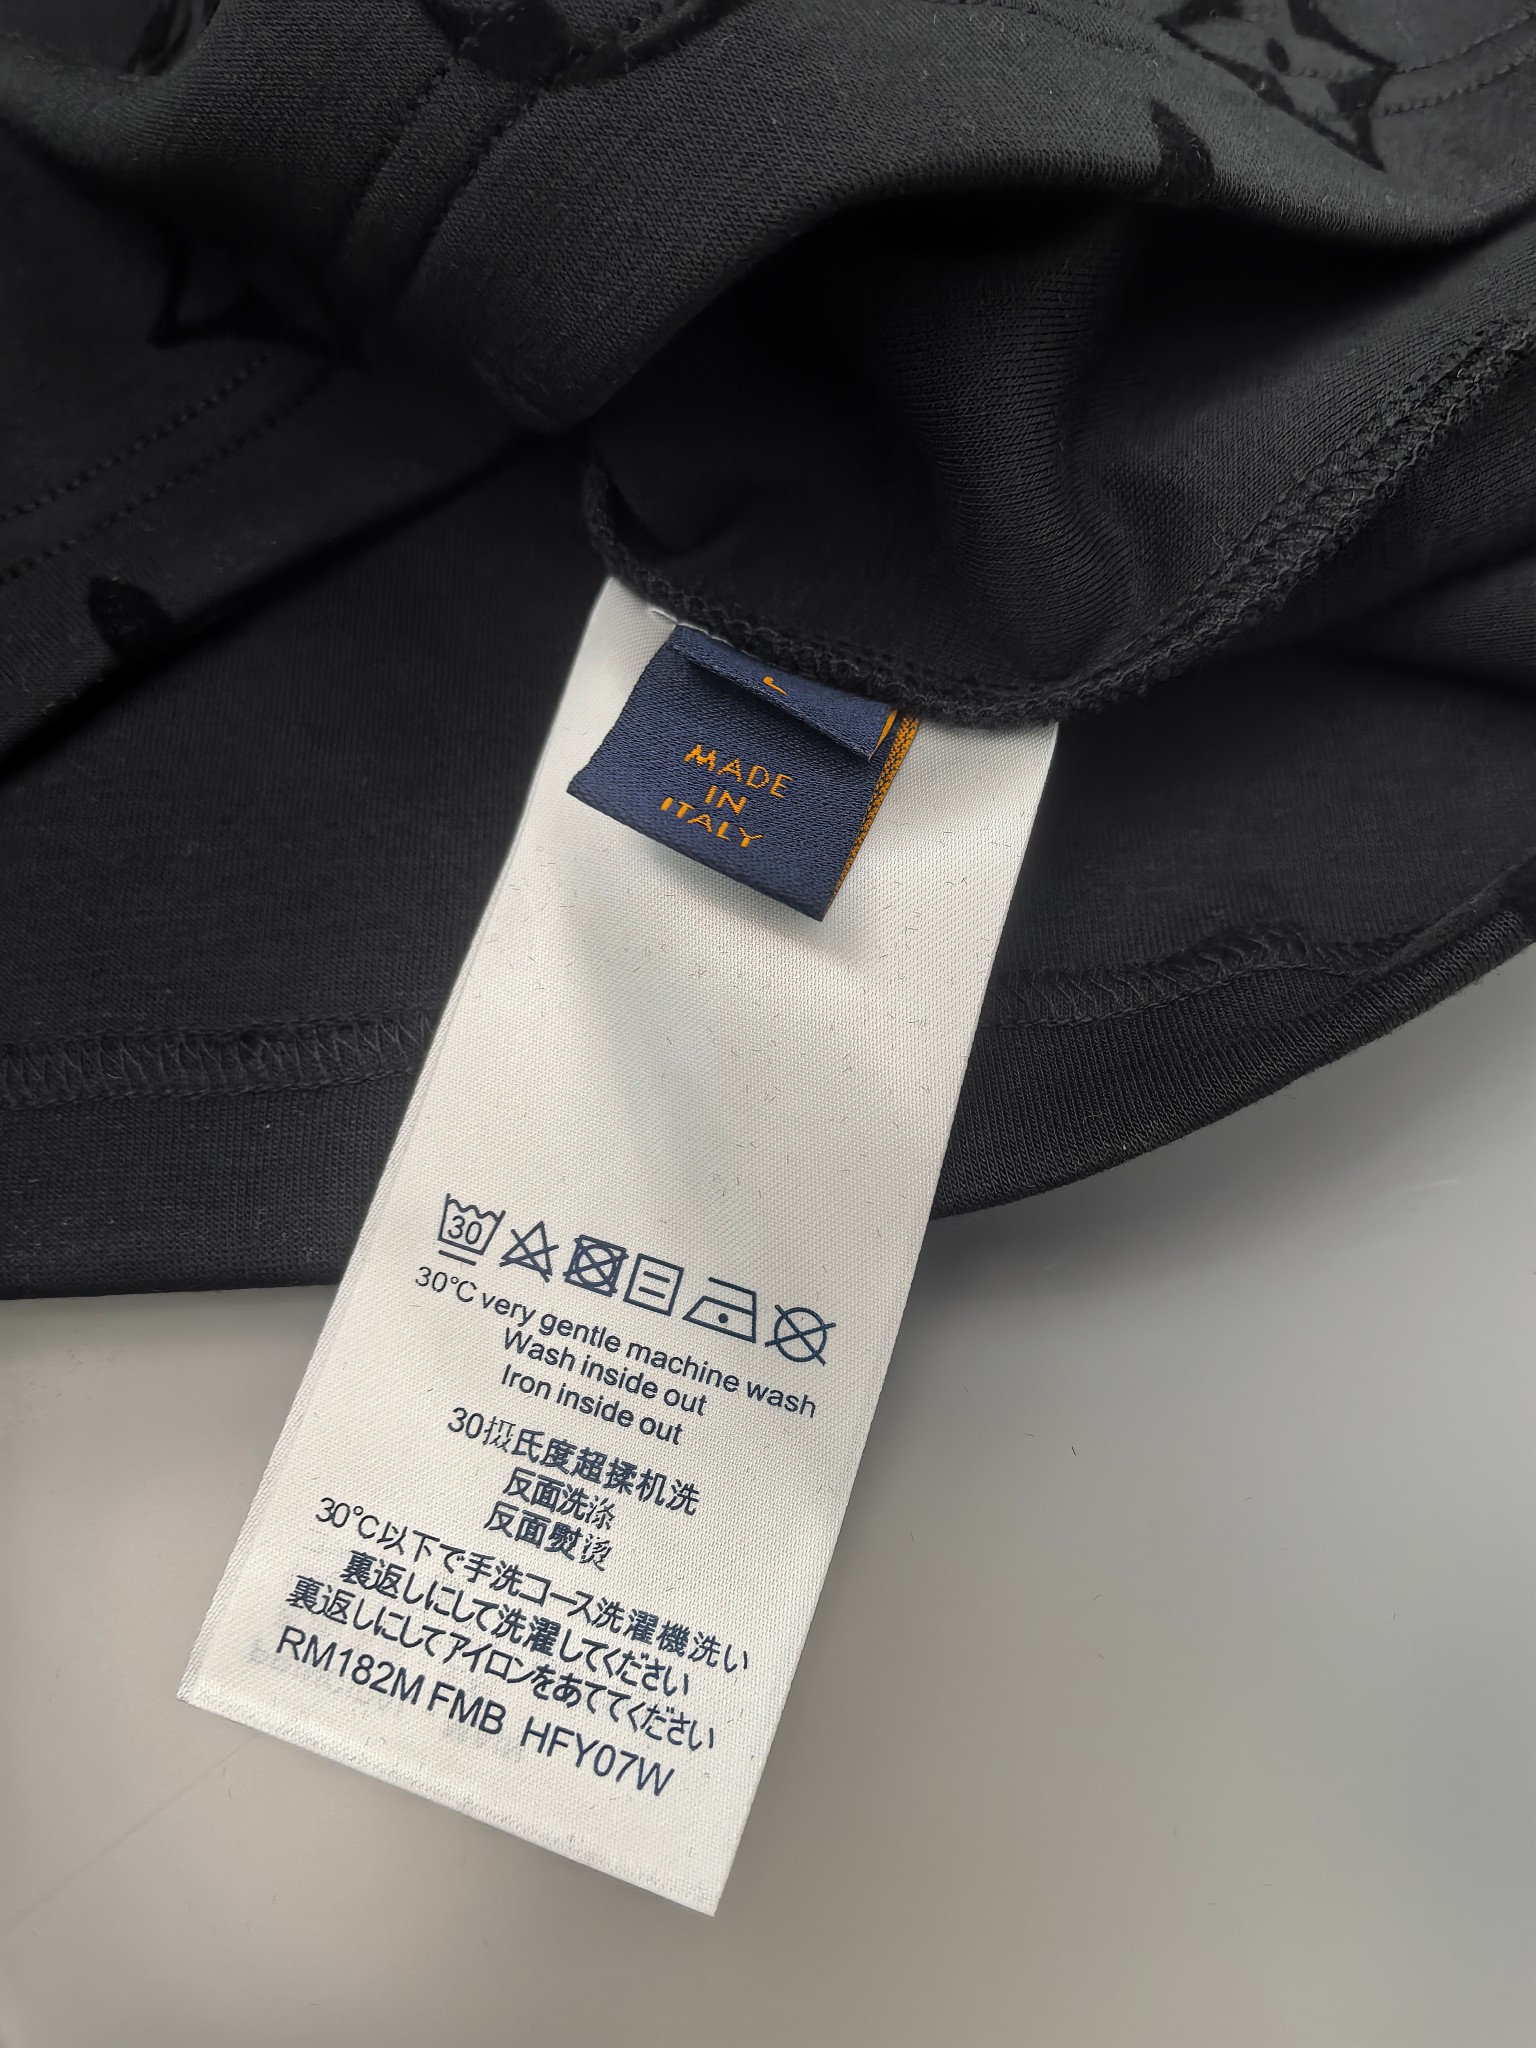 MADE
IN
ITALY
30
30°C very gentle machine wash
Wash inside out
Iron inside out
30摄氏度超揉机洗
反面洗涤
反面熨烫
30℃以下で手洗コース洗濯機洗い
裏返しにして洗濯してください
裏返しにしてアイロンをあててください
RM182M FMB HFY07W